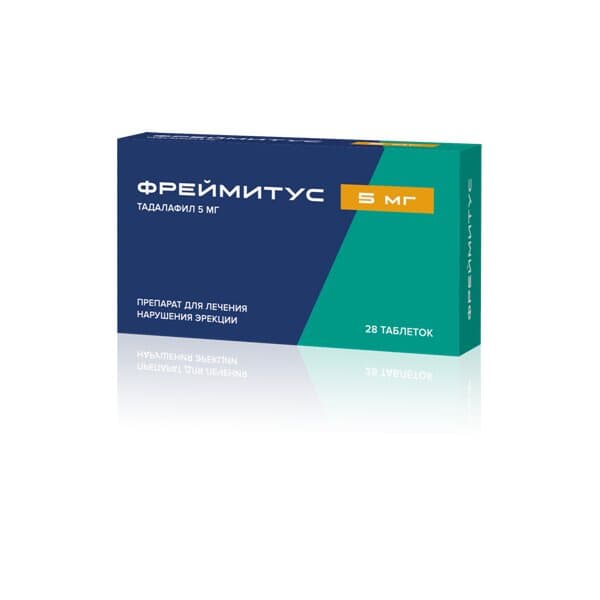 ФРЕЙМИТУС 5 МГ
ТАДАЛАФИЛ 5 МГ
ПРЕПАРАТ ДЛЯ ЛЕЧЕНИЯ
НАРУШЕНИЯ ЭРЕКЦИИ
28 ТАБЛЕТОК
ФРЕЙМИТУС